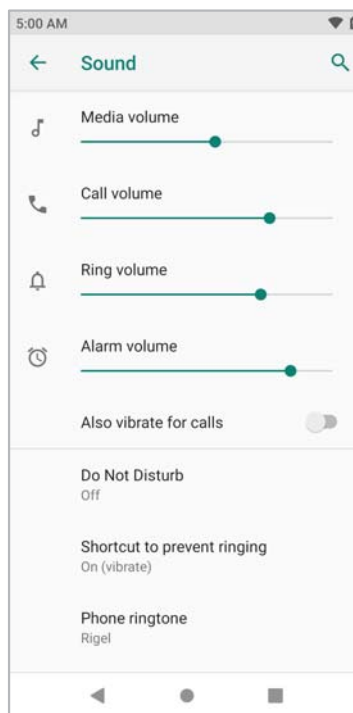 5:00 AM
Sound
Media volume
Call volume
Ring volume
Alarm volume
Also vibrate for calls
Do Not Disturb
Off
Shortcut to prevent ringing
On (vibrate)
Phone ringtone
Rigel